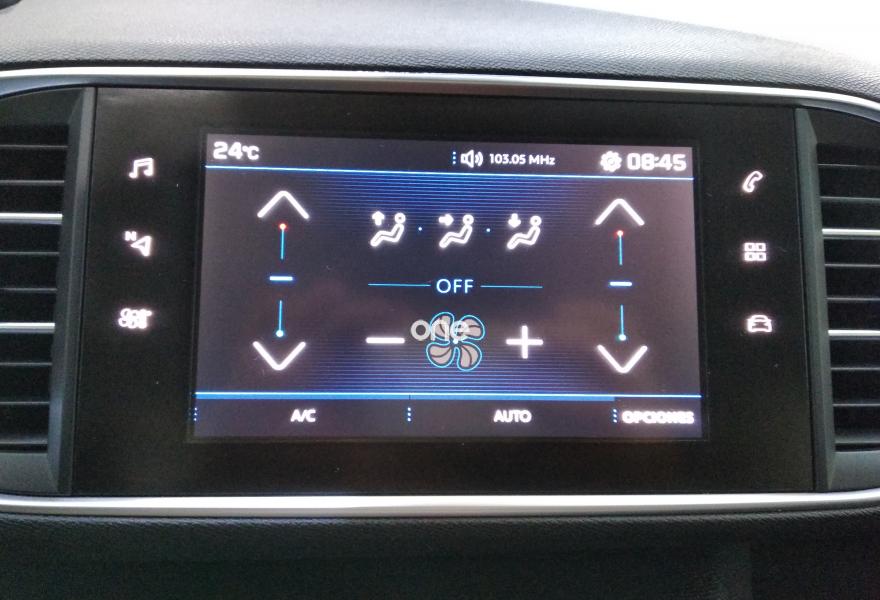 24°C
103.05 MHz
08:45
N
OFF
one
A/C
AUTO
OPCIONES